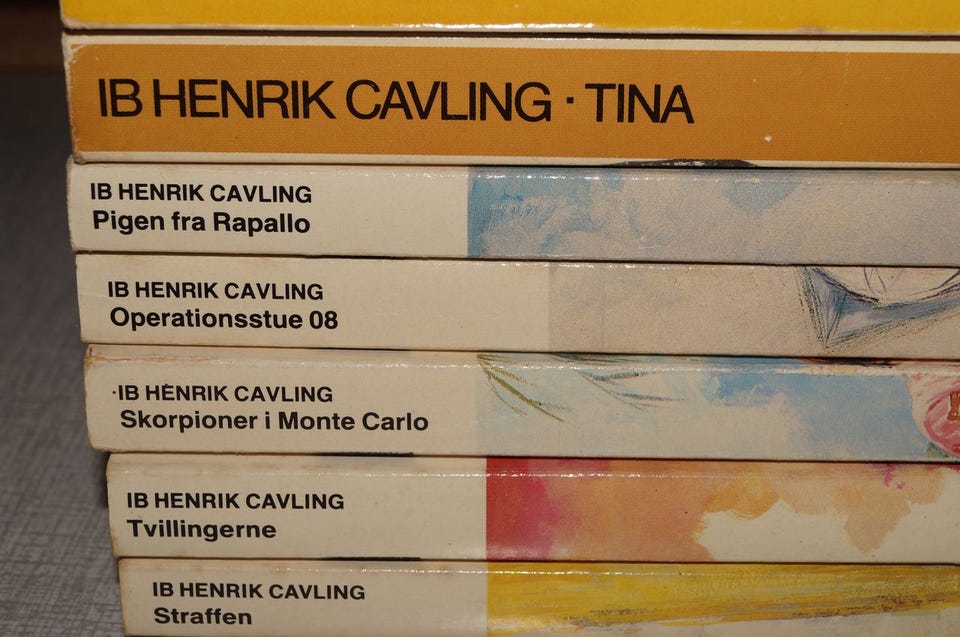 IB HENRIK CAVLING · TINA
IB HENRIK CAVLING
Pigen fra Rapallo
IB HENRIK CAVLING
Operationsstue 08
IB HENRIK CAVLING
Skorpioner i Monte Carlo
IB HENRIK CAVLING
Tvillingerne
IB HENRIK CAVLING
Straffen